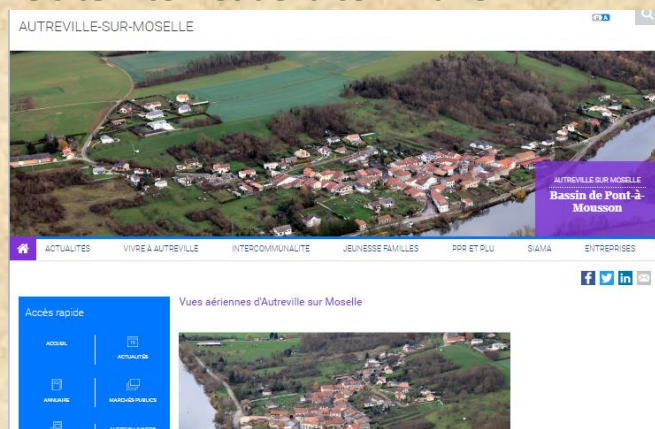 AUTREVILLE-SUR-MOSELLE
A
AUTREVILLE SUR MOSELLE
Bassin de Pont-à-
Mousson
ACTUALITÉS VIVRE À AUTREVILLE INTERCOMMUNALITÉ JEUNESSE FAMILLES PPR ET PLU SIAMA ENTREPRISES
f in
Vues aériennes d'Autreville sur Moselle
Accès rapide
ACCUEIL
ACTUALITÉS
ANNUAIRE
MARCHÉS PUBLICS